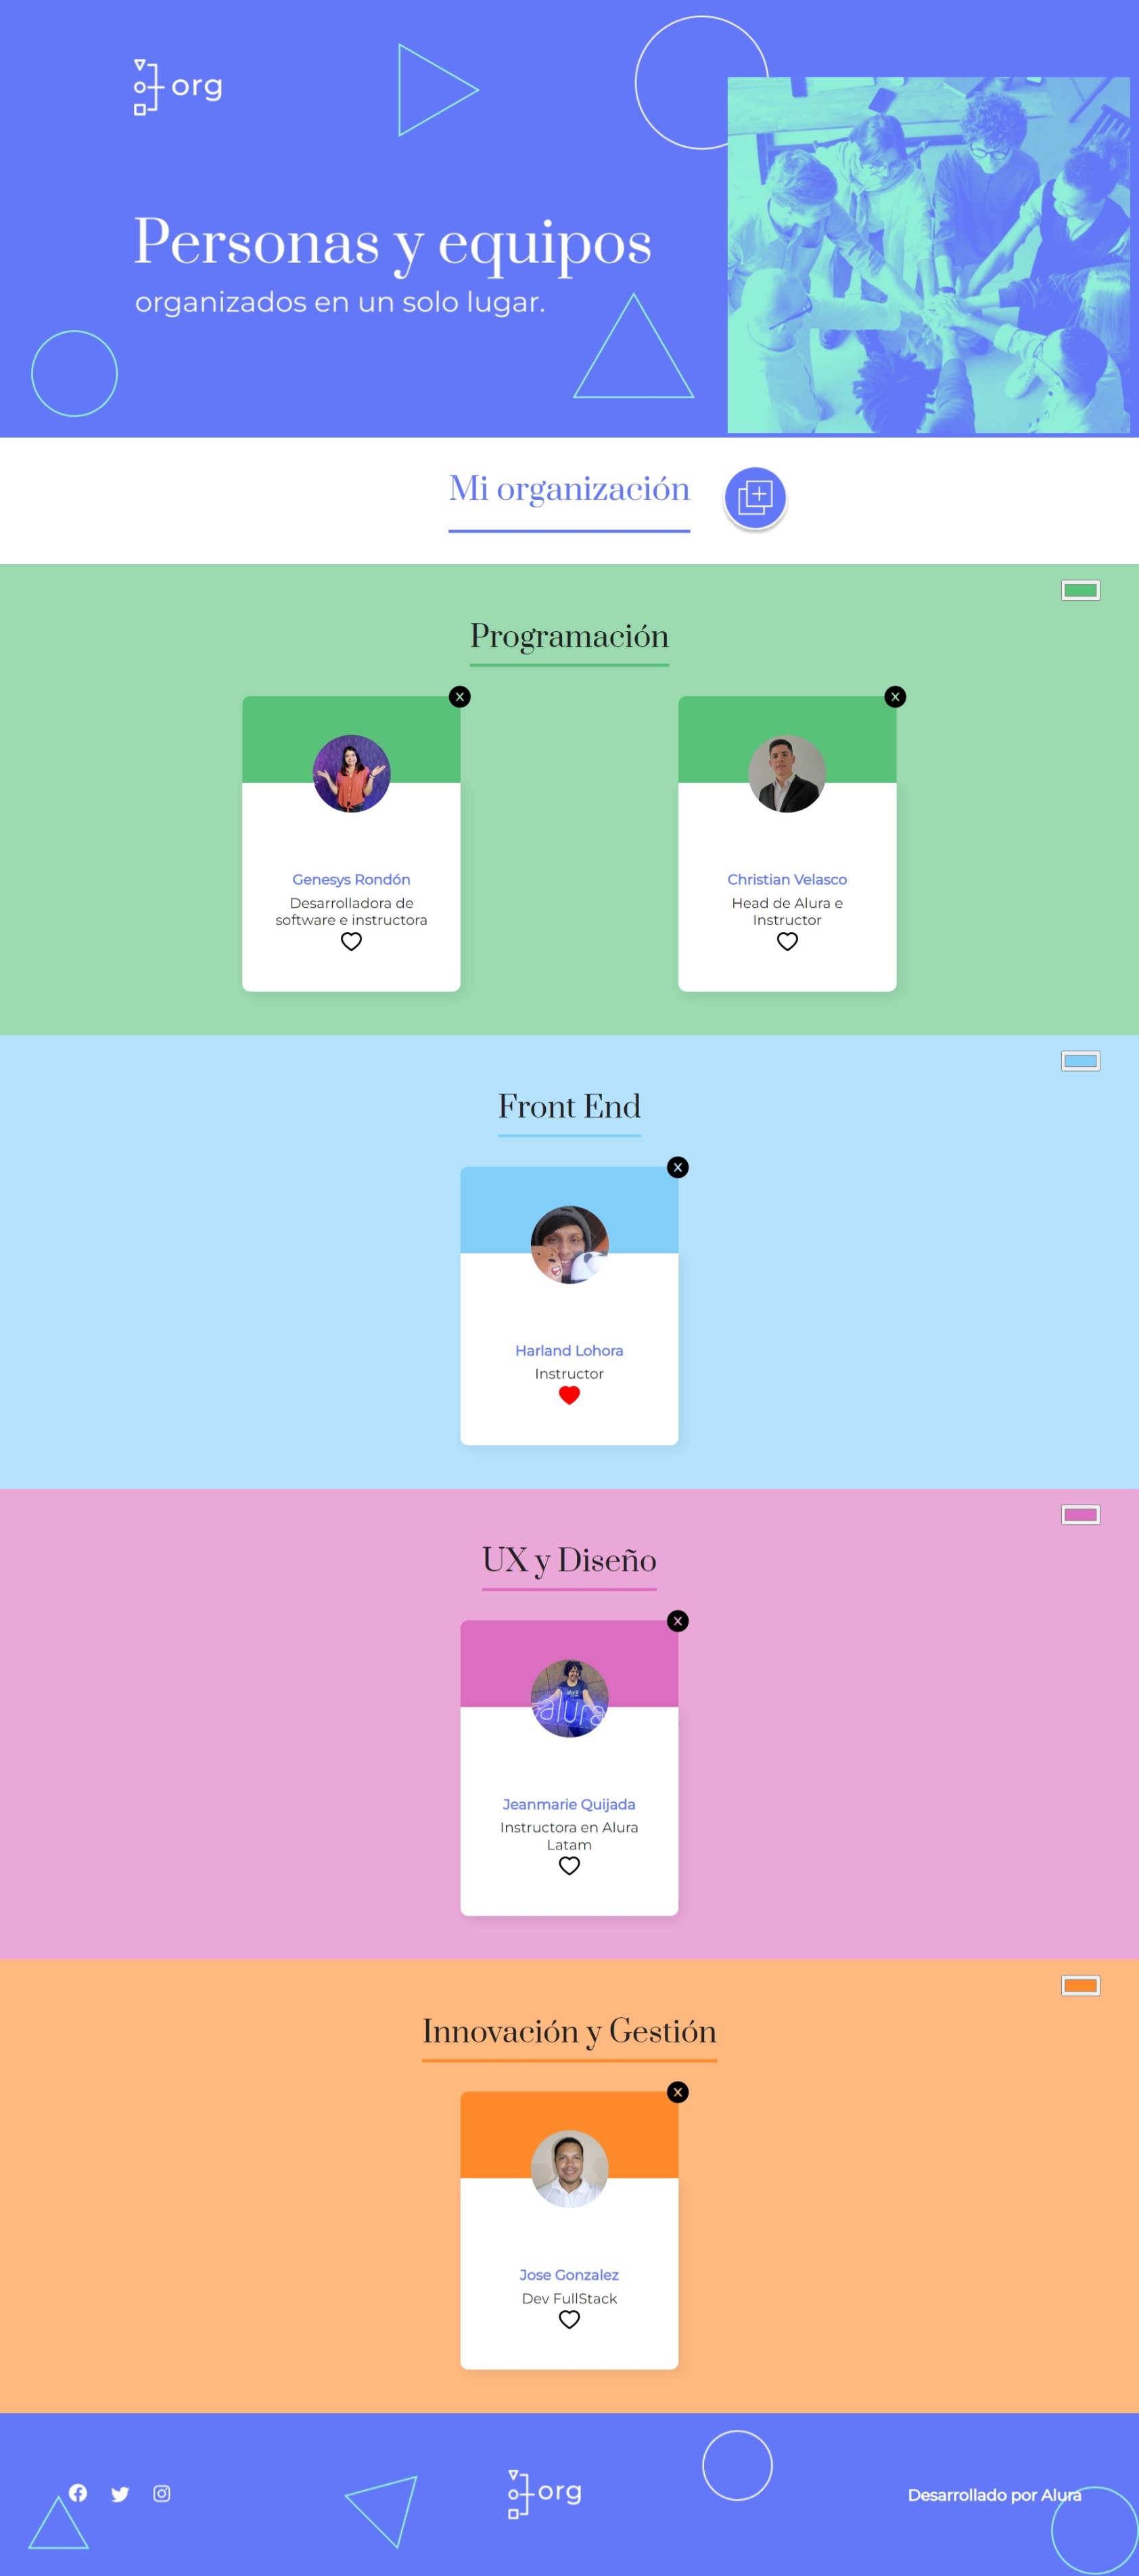 org
Personas y equipos
organizados en un solo lugar.
Mi organización
Programación
Genesys Rondón
Desarrolladora de
software e instructora
Christian Velasco
Head de Alura e
Instructor
Front End
Harland Lohora
Instructor
UX y Diseño
alura
Jeanmarie Quijada
Instructora en Alura
Latam
Innovación y Gestión
Jose Gonzalez
Dev FullStack
org
Desarrollado por Alura